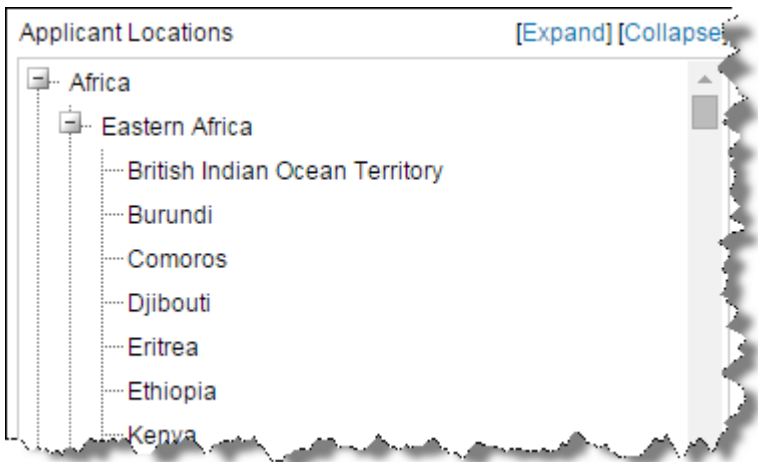 Applicant Locations [Expand] [Collapse]
Africa
Eastern Africa
British Indian Ocean Territory
Burundi
Comoros
Djibouti
Eritrea
Ethiopia
Kenya